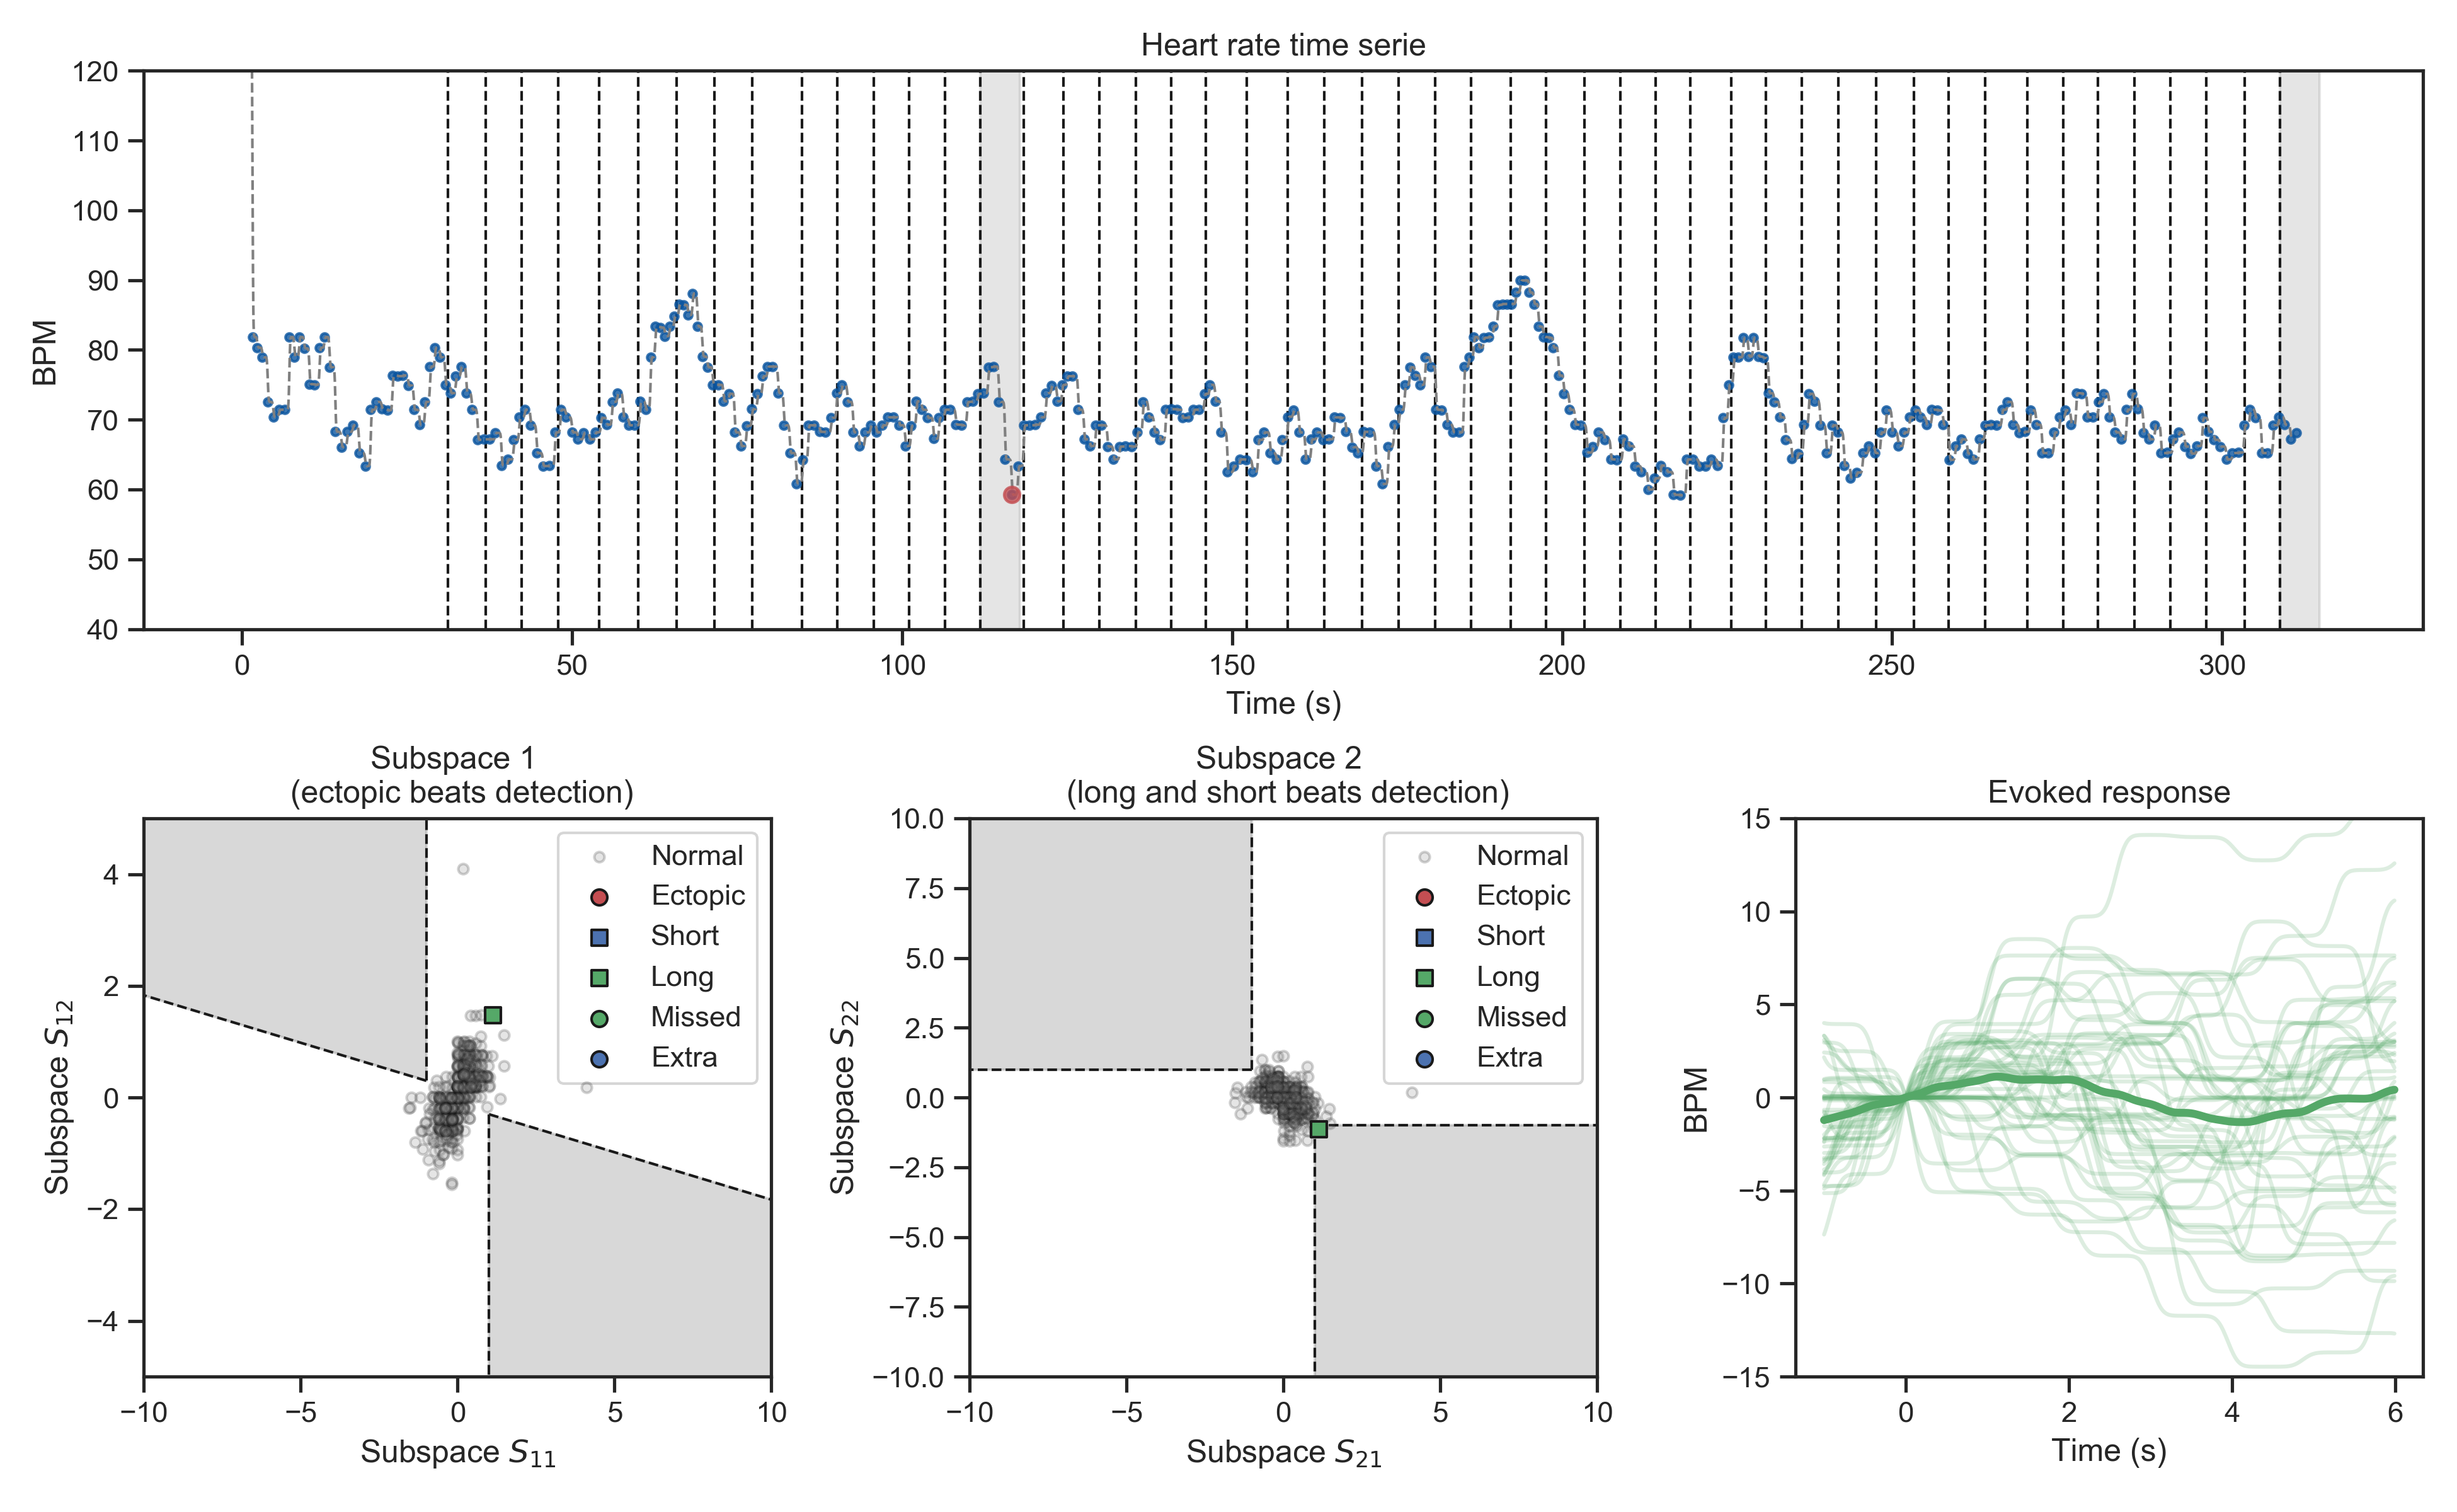 Heart rate time serie
120
110
100
90
80
70
60
50
40
BPM
0 50 100 150 200 250 300
Time (s)
Subspace 1
(ectopic beats detection)
4
2
0
−2
−4
Subspace S12
Normal
Ectopic
Short
Long
Missed
Extra
−10 −5 0 5 10
Subspace S11
Subspace 2
(long and short beats detection)
10.0
7.5
5.0
2.5
0.0
−2.5
−5.0
−7.5
−10.0
Subspace S22
Normal
Ectopic
Short
Long
Missed
Extra
−10 −5 0 5 10
Subspace S21
Evoked response
15
10
5
0
−5
−10
−15
BPM
0 2 4 6
Time (s)